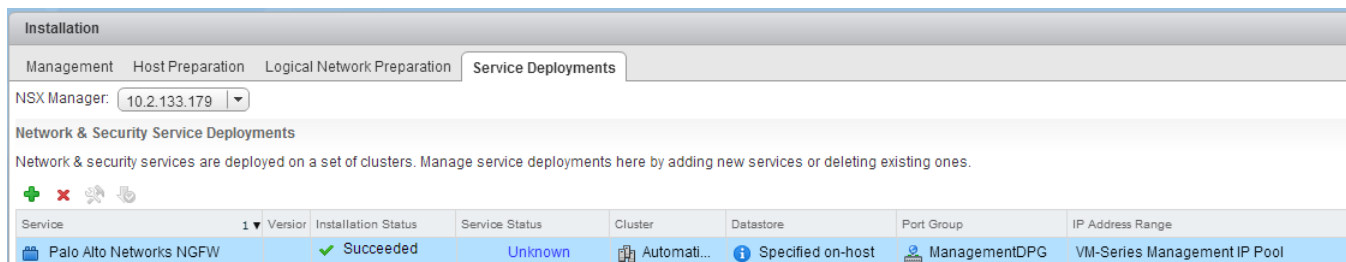 Installation
Management Host Preparation Logical Network Preparation Service Deployments
NSX Manager: 10.2.133.179
Network & Security Service Deployments
Network & security services are deployed on a set of clusters. Manage service deployments here by adding new services or deleting existing ones.
Service 1 Version Installation Status Service Status Cluster Datastore Port Group IP Address Range
Palo Alto Networks NGFW Succeeded Unknown Automati... Specified on-host ManagementDPG VM-Series Management IP Pool